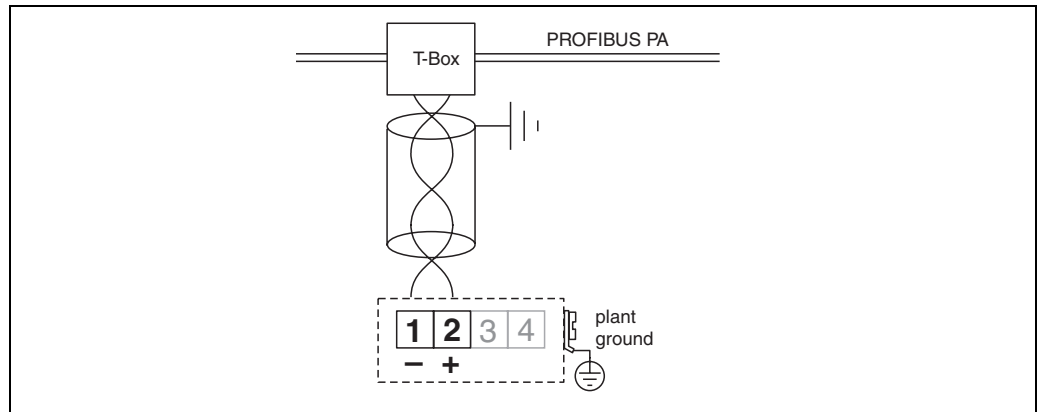 PROFIBUS PA
T-Box
1 2 3 4
– +
plant
ground